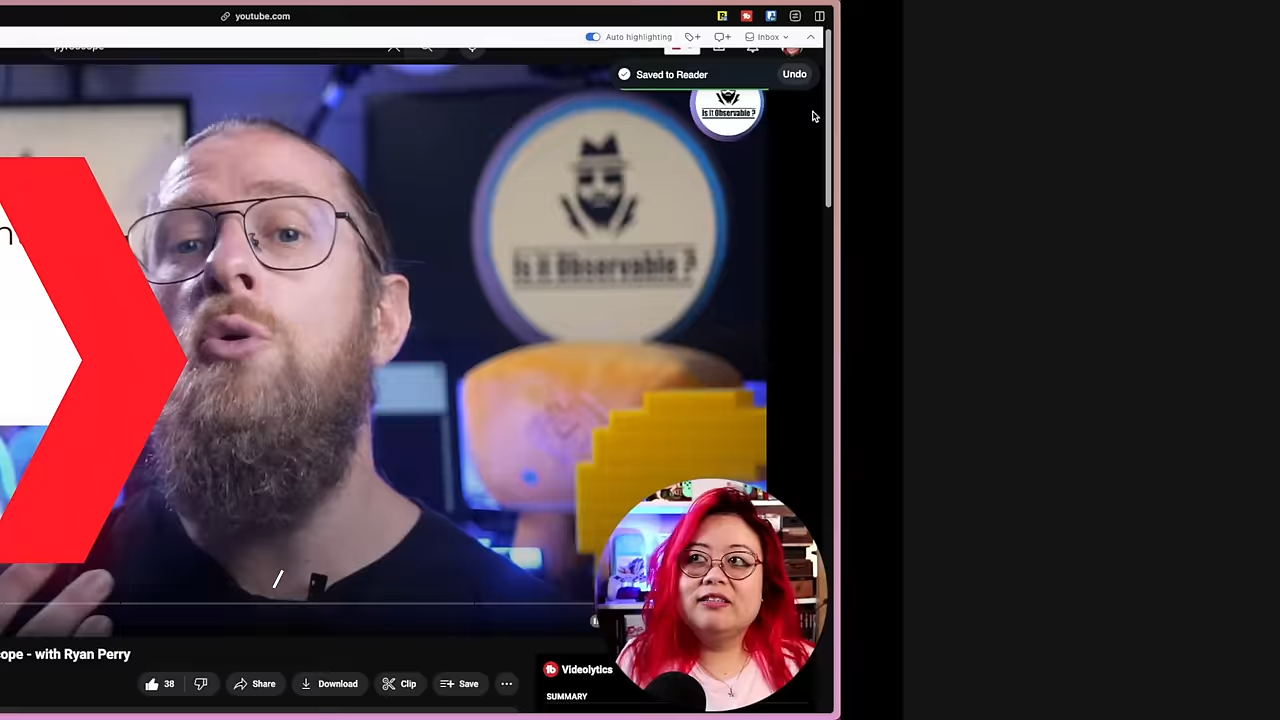 youtube.com
Auto highlighting
Inbox
pyroscope
Saved to Reader
Undo
Is It Observable ?
Is It Observable ?
ope - with Ryan Perry
38
Share
Download
Clip
Save
Videolytics
SUMMARY